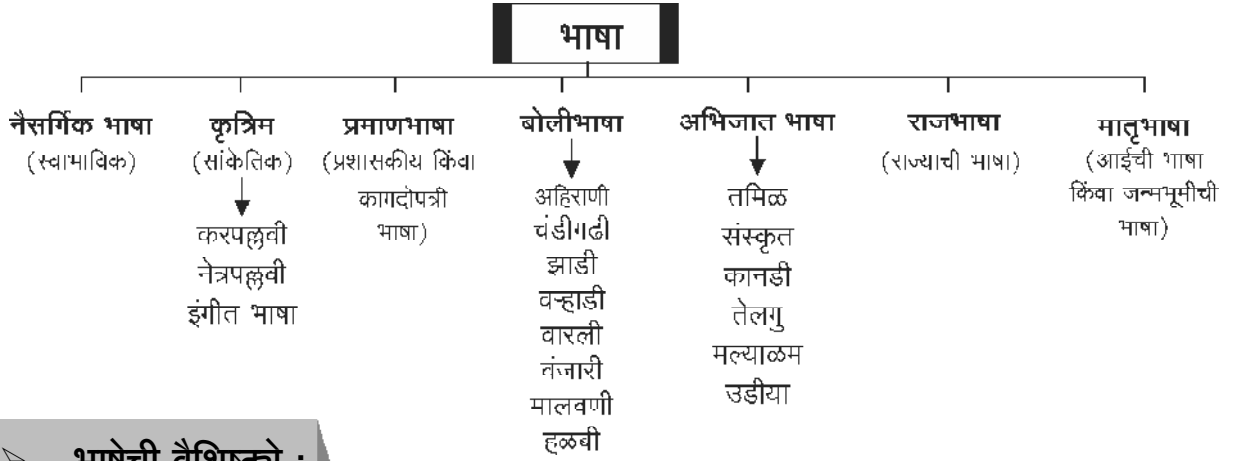 भाषा
नैसर्गिक भाषा
(स्वाभाविक)
कृत्रिम
(सांकेतिक)
करपल्लवी
नेत्रपल्लवी
इंगीत भाषा
प्रमाणभाषा
(प्रशासकीय किंवा
कागदोपत्री
भाषा)
बोलीभाषा
अहिराणी
चंडीगढी
झाडी
वऱ्हाडी
वारली
वंजारी
मालवणी
हळबी
अभिजात भाषा
तमिळ
संस्कृत
कानडी
तेलगु
मल्याळम
उडीया
राजभाषा
(राज्याची भाषा)
मातृभाषा
(आईची भाषा
किंवा जन्मभूमीची
भाषा)
➢ भाषेची वैशिष्ट्ये :